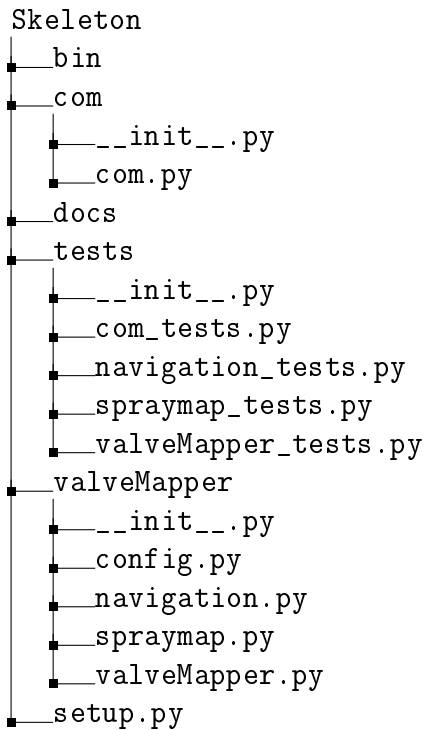 Skeleton
bin
com
__init__.py
com.py
docs
tests
__init__.py
com_tests.py
navigation_tests.py
spraymap_tests.py
valveMapper_tests.py
valveMapper
__init__.py
config.py
navigation.py
spraymap.py
valveMapper.py
setup.py